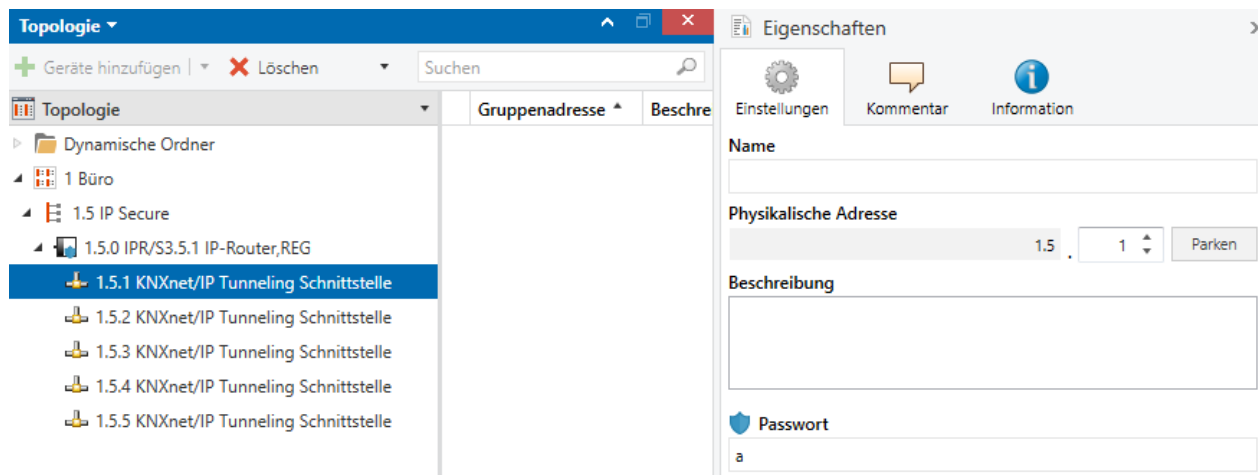 Topologie
Geräte hinzufügen
Löschen
Suchen
Topologie
Gruppenadresse
Beschre
Dynamische Ordner
1 Büro
1.5 IP Secure
1.5.0 IPR/S3.5.1 IP-Router,REG
1.5.1 KNXnet/IP Tunneling Schnittstelle
1.5.2 KNXnet/IP Tunneling Schnittstelle
1.5.3 KNXnet/IP Tunneling Schnittstelle
1.5.4 KNXnet/IP Tunneling Schnittstelle
1.5.5 KNXnet/IP Tunneling Schnittstelle
Eigenschaften
Einstellungen
Kommentar
Information
Name
Physikalische Adresse
1.5 . 1 Parken
Beschreibung
Passwort
a